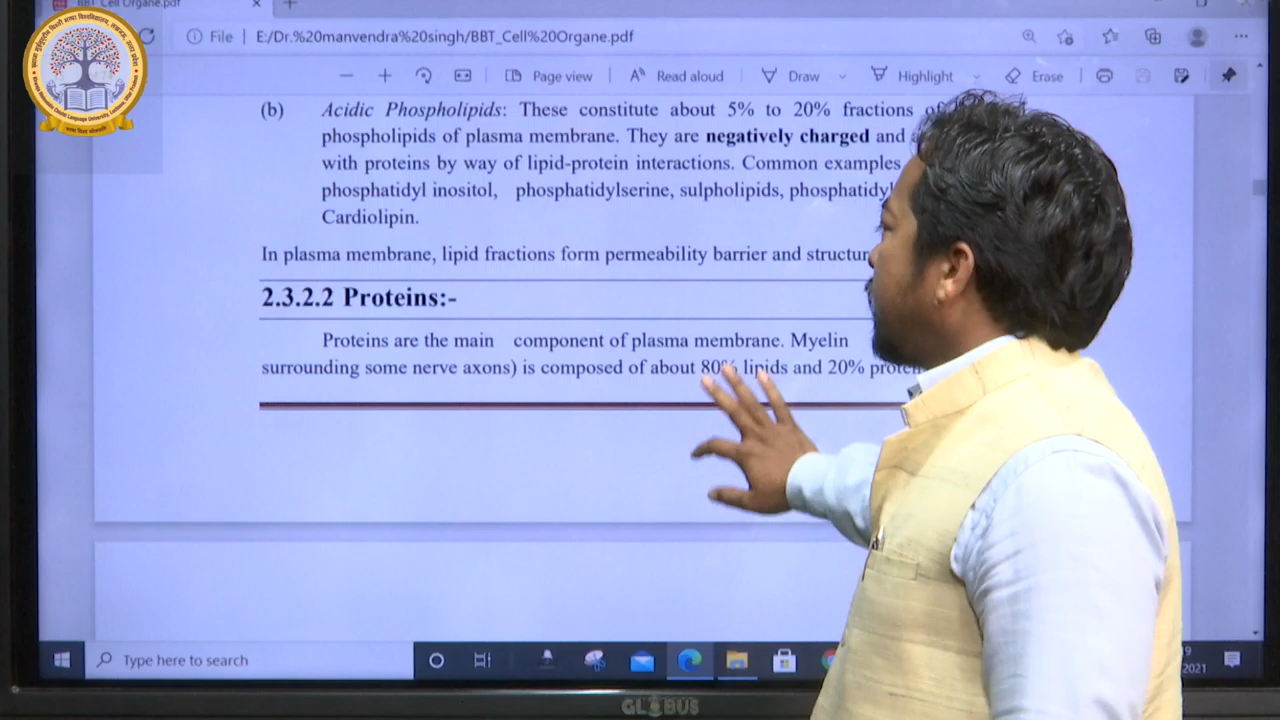 BBT_Cell Organe.pdf
File
E:/Dr.%20manvendra%20singh/BBT_Cell%20Organe.pdf
Page view
Read aloud
Draw
Highlight
Erase
(b) Acidic Phospholipids: These constitute about 5% to 20% fractions
phospholipids of plasma membrane. They are negatively charged and
with proteins by way of lipid-protein interactions. Common examples
phosphatidyl inositol, phosphatidylserine, sulpholipids,
Cardiolipin.
In plasma membrane, lipid fractions form permeability barrier and
2.3.2.2 Proteins:-
Proteins are the main component of plasma membrane. Myelin
surrounding some nerve axons) is composed of about 80% lipids and 20%
Type here to search
2021
GLOBUS